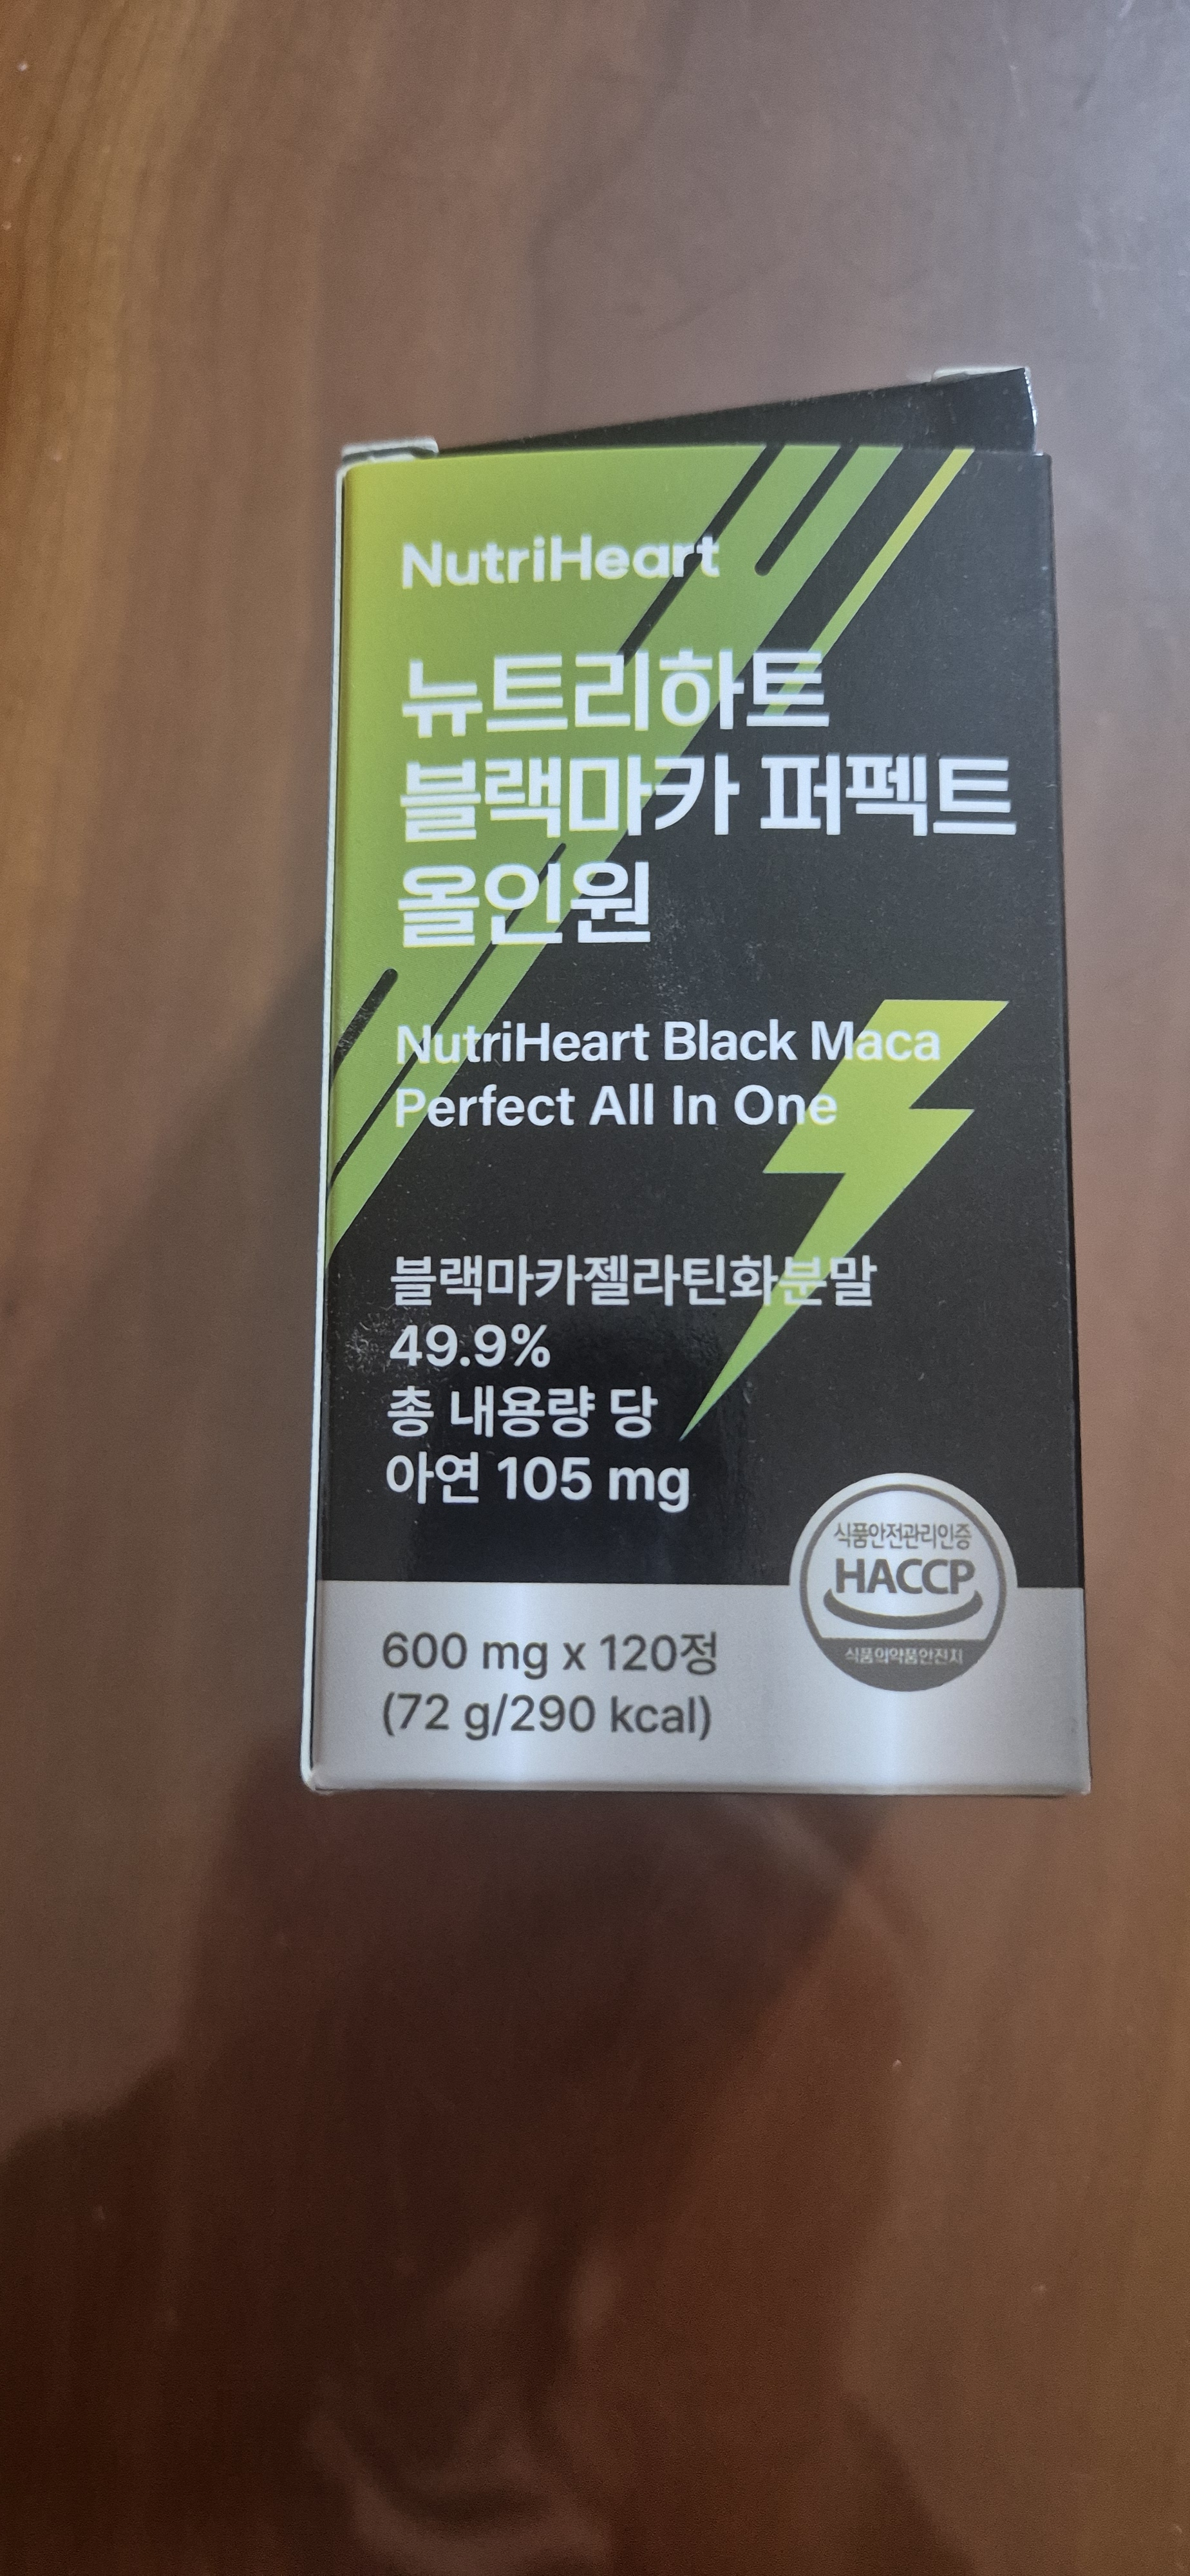 NutriHeart
뉴트리하트
블랙마카 퍼펙트
올인원
NutriHeart Black Maca
Perfect All In One
블랙마카젤라틴화분말
49.9%
총 내용량 당
아연 105 mg
식품안전관리인증
HACCP
식품의약품안전처
600 mg x 120정
(72 g/290 kcal)